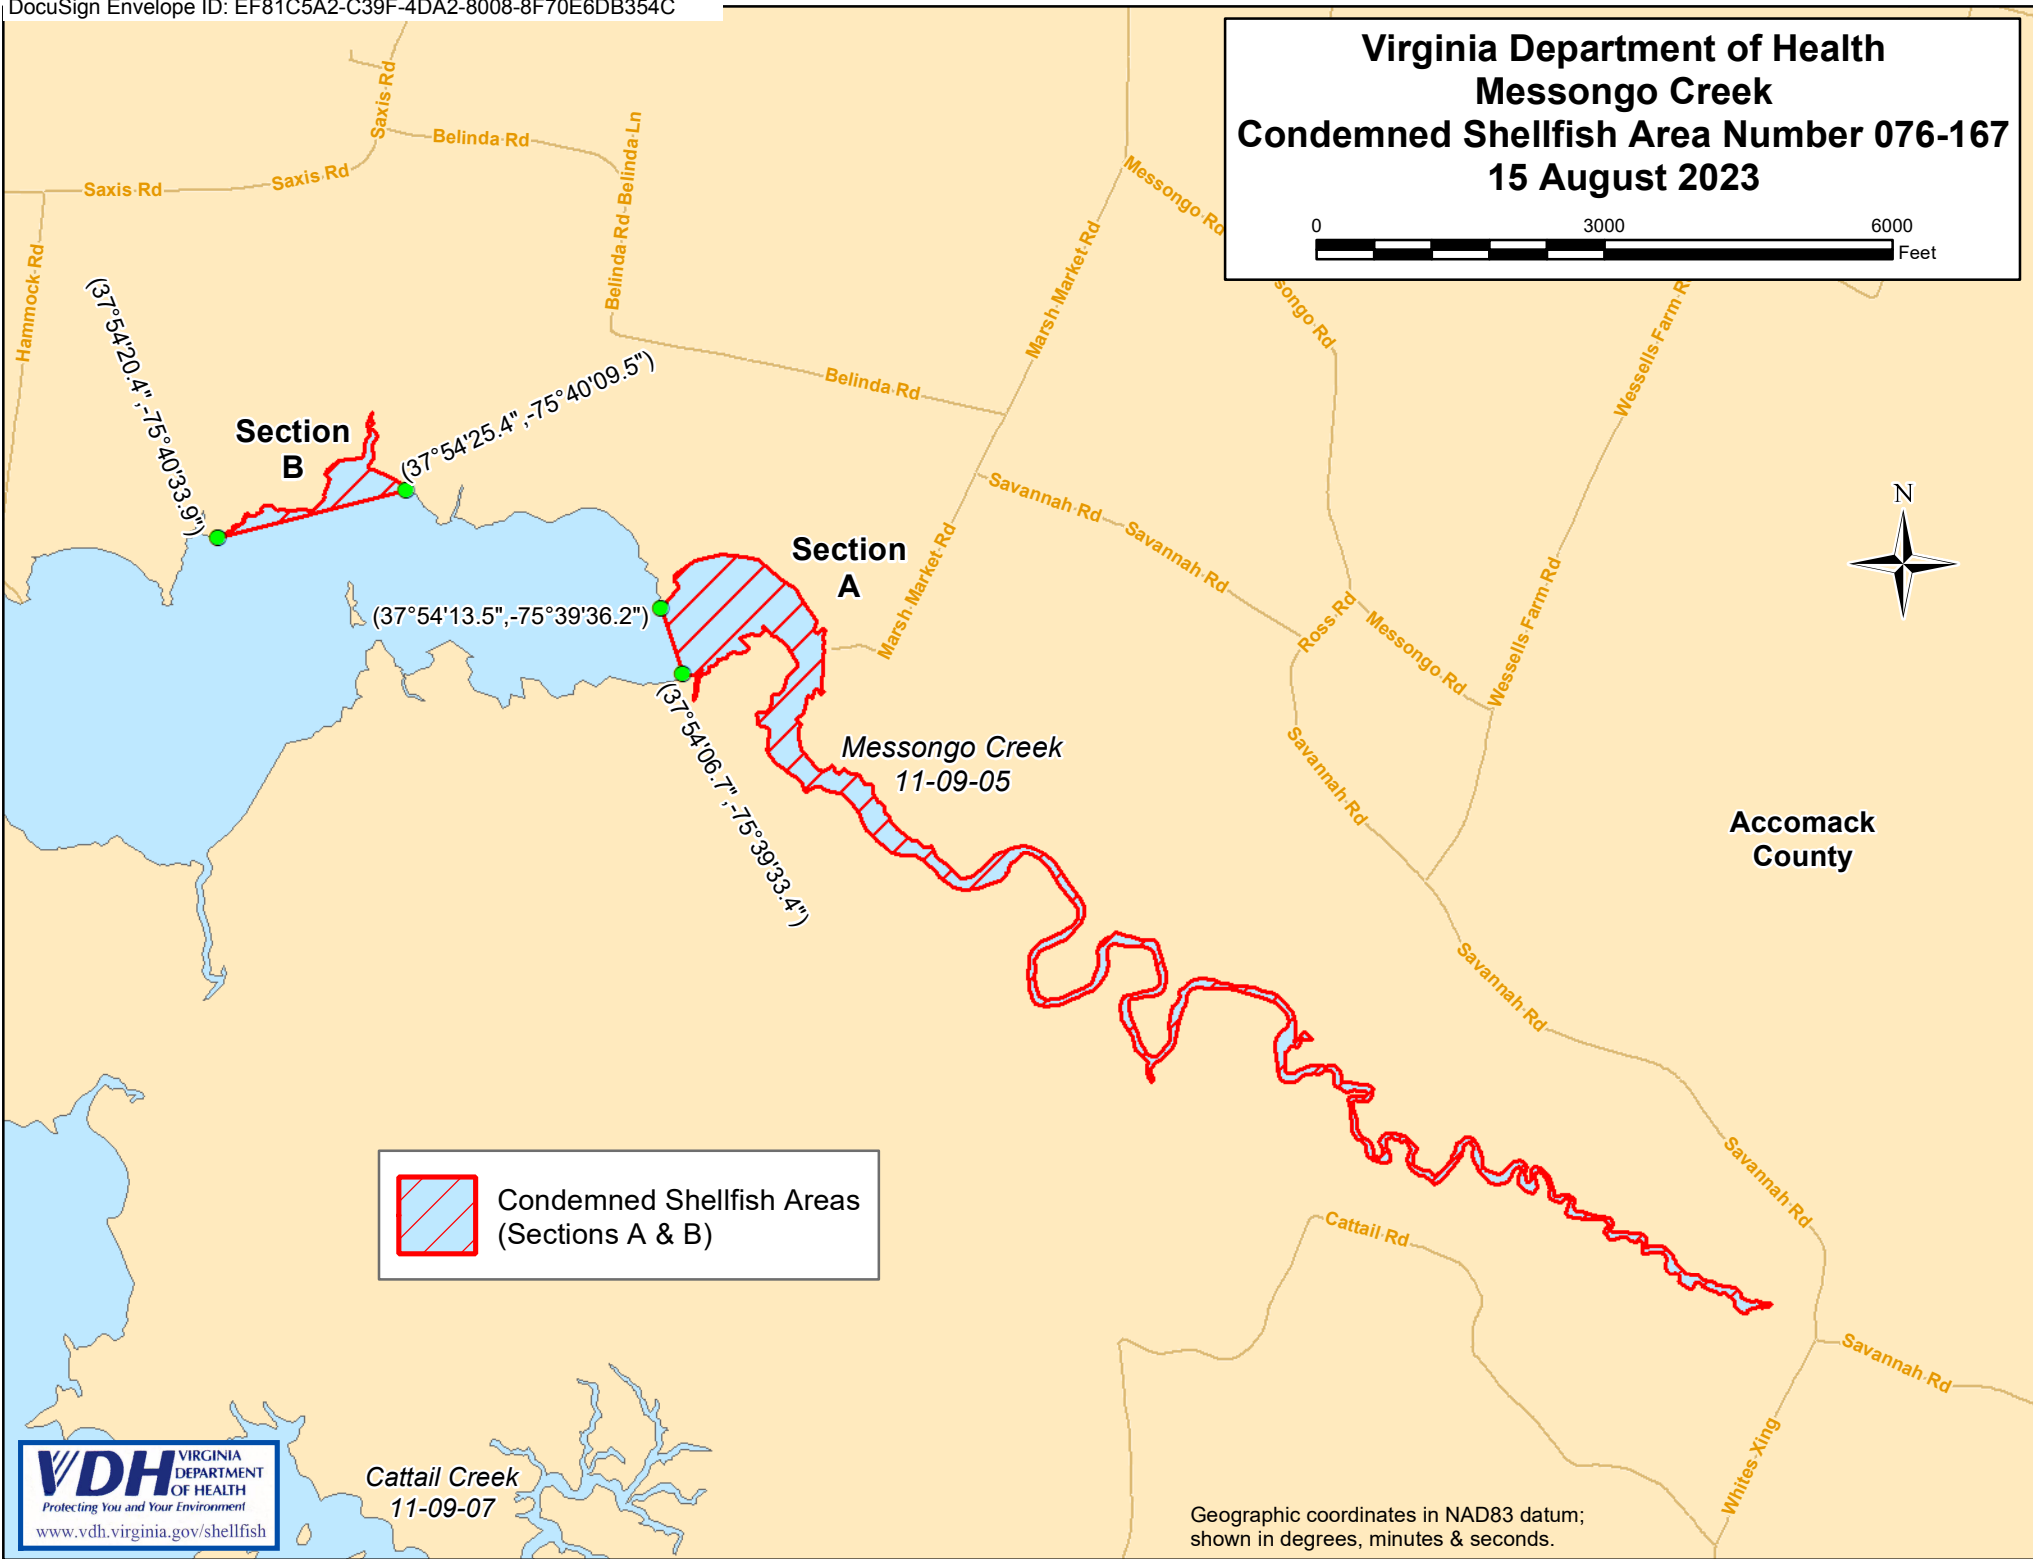 DocuSign Envelope ID: EF81C5A2-C39F-4DA2-8008-8F70E6DB354C
Virginia Department of Health
Messongo Creek
Condemned Shellfish Area Number 076-167
15 August 2023
0 3000 6000
Feet
Saxis Rd
Belinda Rd
Belinda Ln
Saxis Rd
Saxis Rd
Messongo Rd
Hammock Rd
Belinda Rd
Marsh Market Rd
songo Rd
Wessells Farm R
(37°54'20.4",-75°40'33.9")
(37°54'25.4",-75°40'09.5")
Belinda Rd
Section
B
Savannah Rd
Savannah Rd
N
Section
A
Marsh Market Rd
(37°54'13.5",-75°39'36.2")
Ross Rd
Messongo Rd
Wessells Farm Rd
(37°54'06.7",-75°39'33.4")
Messongo Creek
11-09-05
Savannah Rd
Accomack
County
Savannah Rd
Condemned Shellfish Areas
(Sections A & B)
Savannah Rd
Cattail Rd
Savannah Rd
Whites Xing
VDH
VIRGINIA
DEPARTMENT
OF HEALTH
Protecting You and Your Environment
www.vdh.virginia.gov/shellfish
Cattail Creek
11-09-07
Geographic coordinates in NAD83 datum;
shown in degrees, minutes & seconds.